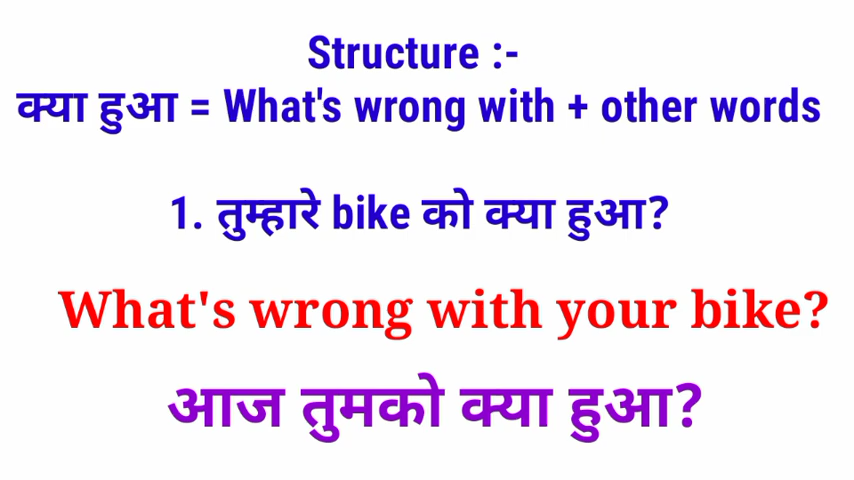 Structure :-
क्या हुआ = What's wrong with + other words
1. तुम्हारे bike को क्या हुआ?
What's wrong with your bike?
आज तुमको क्या हुआ?